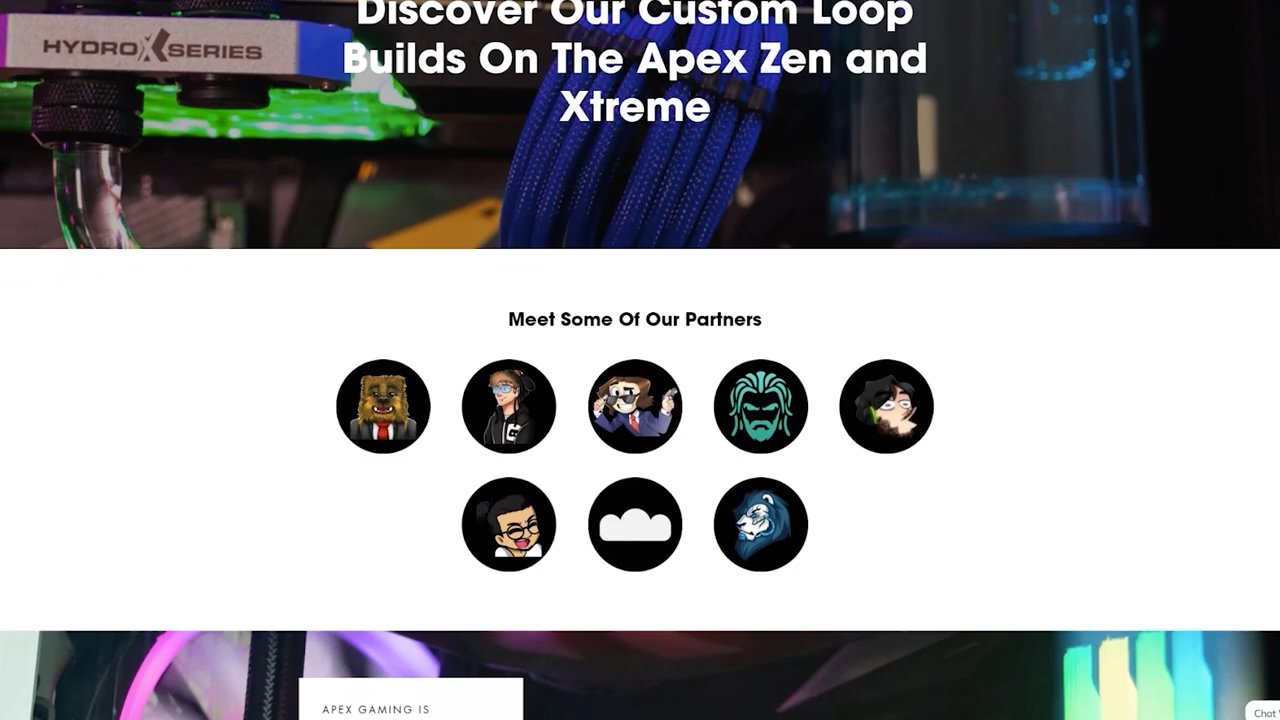 Discover Our Custom Loop
Builds On The Apex Zen and
Xtreme
HYDRO X SERIES
Meet Some Of Our Partners
APEX GAMING IS
Chat